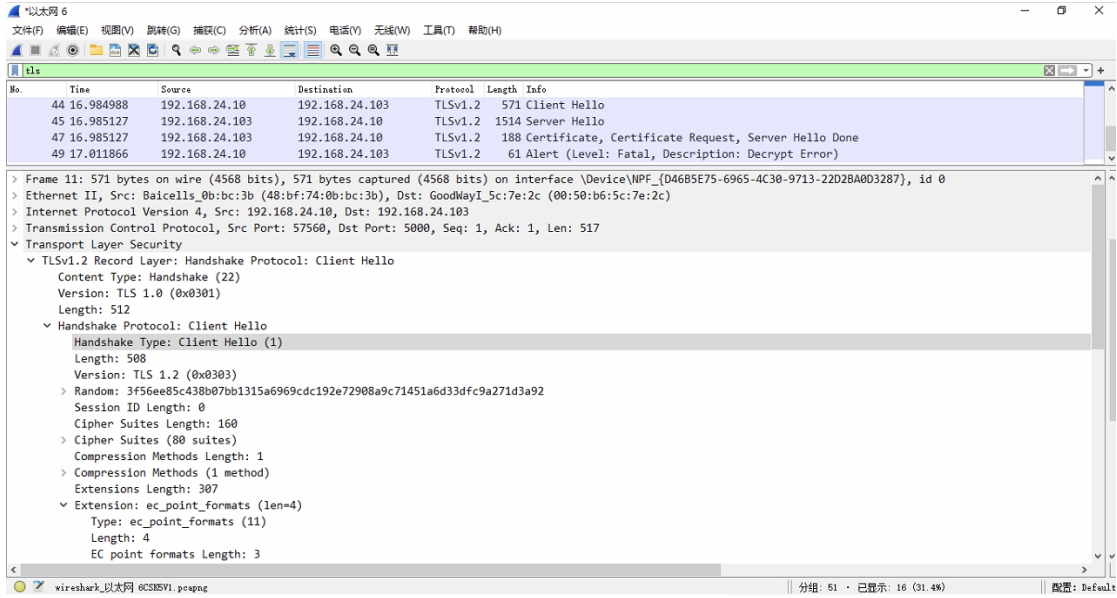 *以太网 6
文件(F) 编辑(E) 视图(V) 跳转(G) 捕获(C) 分析(A) 统计(S) 电话(Y) 无线(W) 工具(T) 帮助(H)
tls
No. Time Source Destination Protocol Length Info
44 16.984988 192.168.24.10 192.168.24.103 TLSv1.2 571 Client Hello
45 16.985127 192.168.24.103 192.168.24.10 TLSv1.2 1514 Server Hello
47 16.985127 192.168.24.103 192.168.24.10 TLSv1.2 188 Certificate, Certificate Request, Server Hello Done
49 17.011866 192.168.24.10 192.168.24.103 TLSv1.2 61 Alert (Level: Fatal, Description: Decrypt Error)
Frame 11: 571 bytes on wire (4568 bits), 571 bytes captured (4568 bits) on interface \Device\NPF_{D46B5E75-6965-4C30-9713-22D2BA0D3287}, id 0
Ethernet II, Src: Baicells_0b:bc:3b (48:bf:74:0b:bc:3b), Dst: GoodWayI_5c:7e:2c (00:50:b6:5c:7e:2c)
Internet Protocol Version 4, Src: 192.168.24.10, Dst: 192.168.24.103
Transmission Control Protocol, Src Port: 57560, Dst Port: 5000, Seq: 1, Ack: 1, Len: 517
Transport Layer Security
TLSv1.2 Record Layer: Handshake Protocol: Client Hello
Content Type: Handshake (22)
Version: TLS 1.0 (0x0301)
Length: 512
Handshake Protocol: Client Hello
Handshake Type: Client Hello (1)
Length: 508
Version: TLS 1.2 (0x0303)
Random: 3f56ee85c438b07bb1315a6969cdc192e72908a9c71451a6d33dfc9a271d3a92
Session ID Length: 0
Cipher Suites Length: 160
Cipher Suites (80 suites)
Compression Methods Length: 1
Compression Methods (1 method)
Extensions Length: 307
Extension: ec_point_formats (len=4)
Type: ec_point_formats (11)
Length: 4
EC point formats Length: 3
wireshark_以太网 6CSE5V1.pcapng 分组: 51 · 已显示: 16 (31.4%) 配置: Default